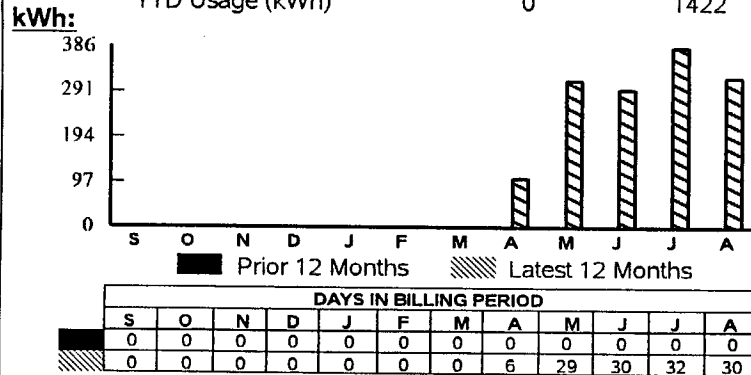 YTD Usage (kWh) 0 1422
kWh:
386
291
194
97
0
S O N D J F M A M J J A
Prior 12 Months Latest 12 Months
DAYS IN BILLING PERIOD
S O N D J F M A M J J A
0 0 0 0 0 0 0 0 0 0 0 0
0 0 0 0 0 0 0 6 29 30 32 30